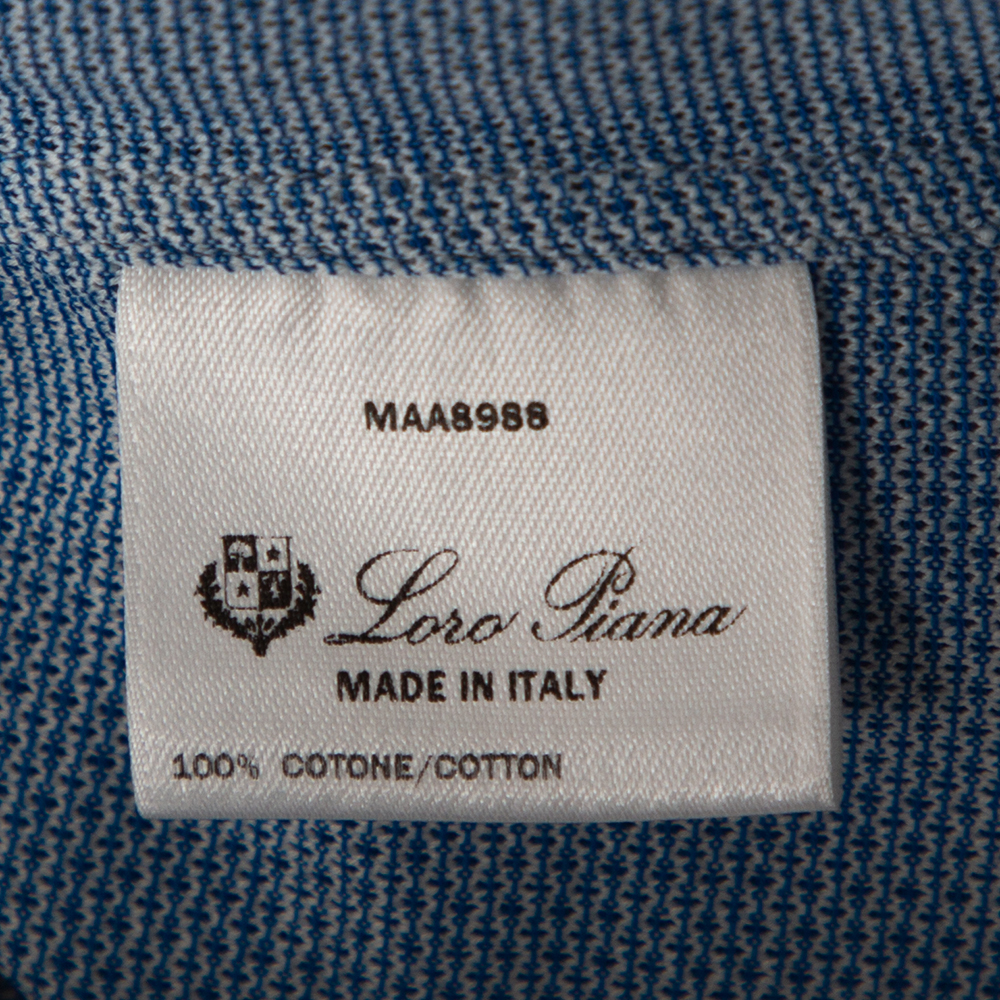 MAA8988
Loro Piana
MADE IN ITALY
100% COTONE/COTTON